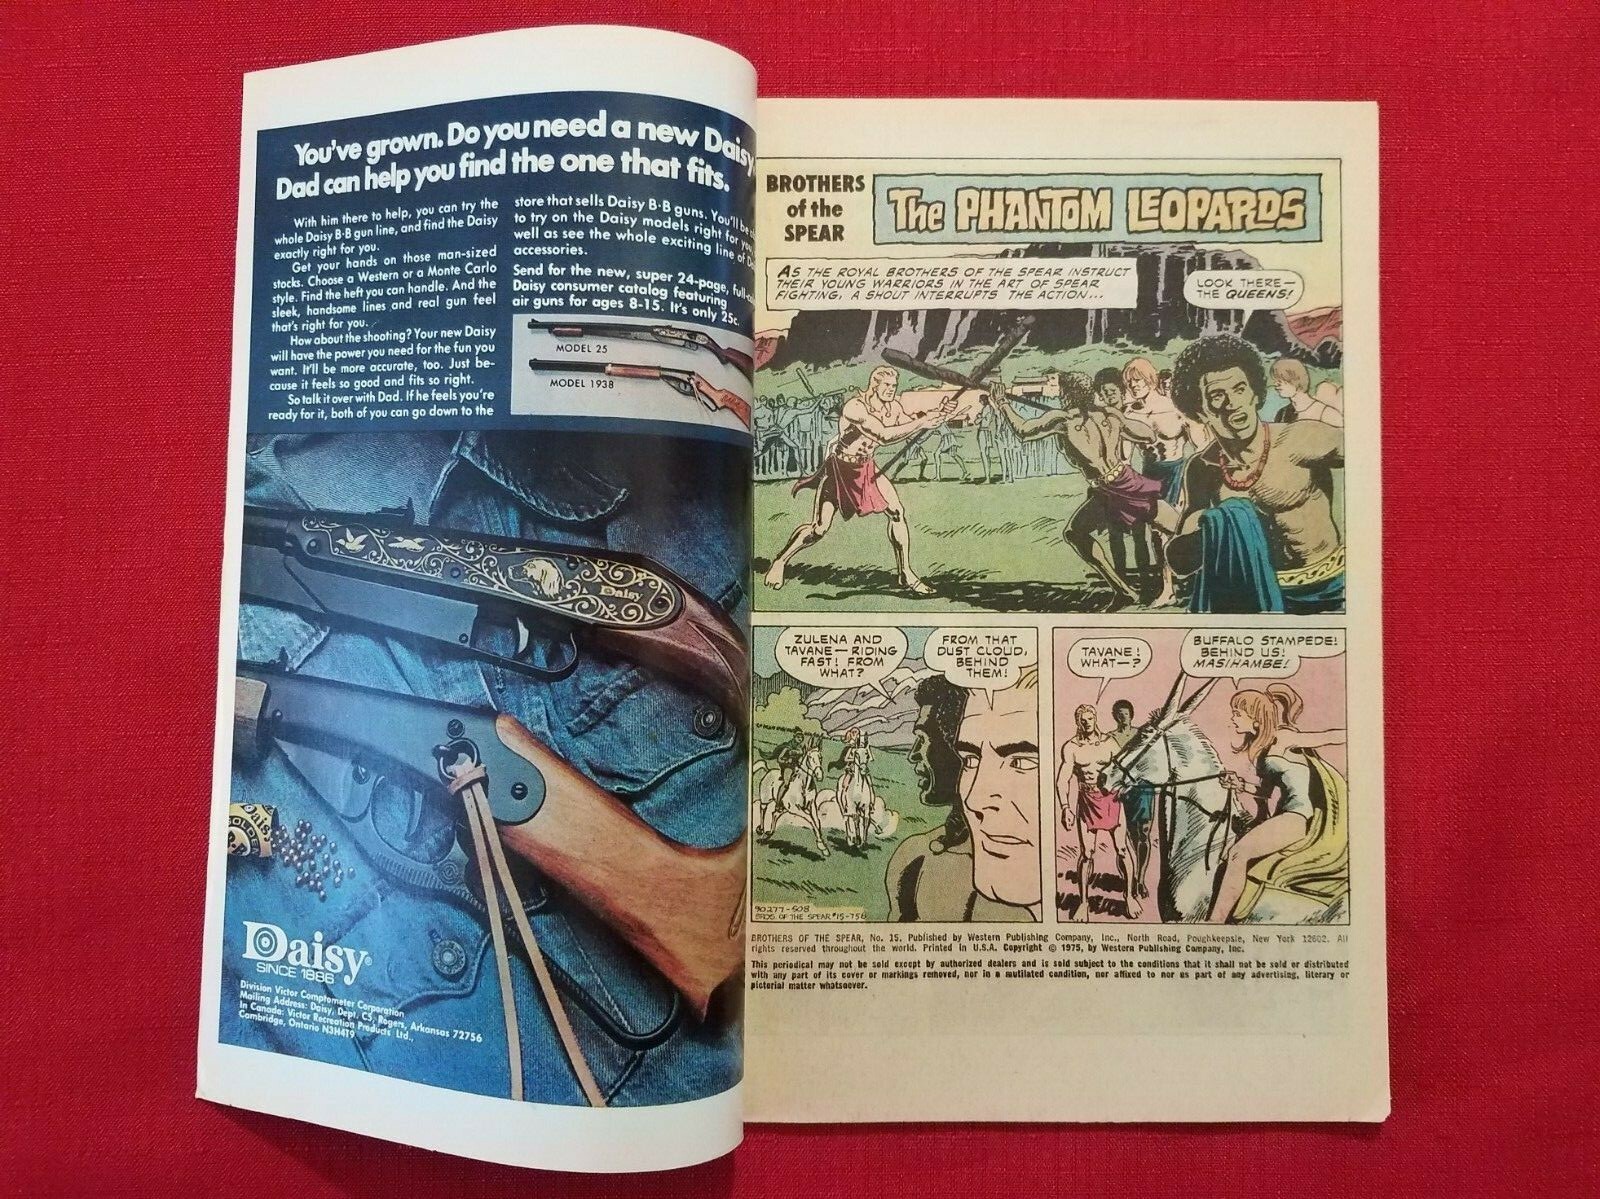 You've grown. Do you need a new Daisy
Dad can help you find the one that fits.
With him there to help, you can try the
whole Daisy B·B gun line, and find the Daisy
exactly right for you.
Get your hands on those man-sized
stocks. Choose a Western or a Monte Carlo
style. Find the heft you can handle. And the
sleek, handsome lines and real gun feel
that's right for you.
How about the shooting? Your new Daisy
will have the power you need for the fun you
want. It'll be more accurate, too. Just be-
cause it feels so good and fits so right.
So talk it over with Dad. If he feels you're
ready for it, both of you can go down to the
store that sells Daisy B·B guns. You'll be
to try on the Daisy models right for you
well as see the whole exciting line of
accessories.
Send for the new, super 24-page,
Daisy consumer catalog featuring
air guns for ages 8-15. It's only 25c.
MODEL 25
MODEL 1938
Daisy
Daisy
GOLDEN
Daisy®
SINCE 1886
Division Victor Comptometer Corporation
Mailing Address: Daisy, Dept. C5, Rogers, Arkansas 72756
In Canada: Victor Recreation Products Ltd.,
Cambridge, Ontario N3H4T9
BROTHERS
of the
SPEAR
The PHANTOM LEOPARDS
AS THE ROYAL BROTHERS OF THE SPEAR INSTRUCT
THEIR YOUNG WARRIORS IN THE ART OF SPEAR
FIGHTING, A SHOUT INTERRUPTS THE ACTION...
LOOK THERE—
THE QUEENS!
ZULENA AND
TAVANE—RIDING
FAST! FROM
WHAT?
FROM THAT
DUST CLOUD,
BEHIND
THEM!
TAVANE!
WHAT—?
BUFFALO STAMPEDE!
BEHIND US!
MASIHAMBE!
90277-508
BROS. OF THE SPEAR #15-756
BROTHERS OF THE SPEAR, No. 15. Published by Western Publishing Company, Inc., North Road, Poughkeepsie, New York 12602. All
rights reserved throughout the world. Printed in U.S.A. Copyright © 1975, by Western Publishing Company, Inc.
This periodical may not be sold except by authorized dealers and is sold subject to the conditions that it shall not be sold or distributed
with any part of its cover or markings removed, nor in a mutilated condition, nor affixed to nor as part of any advertising, literary or
pictorial matter whatsoever.